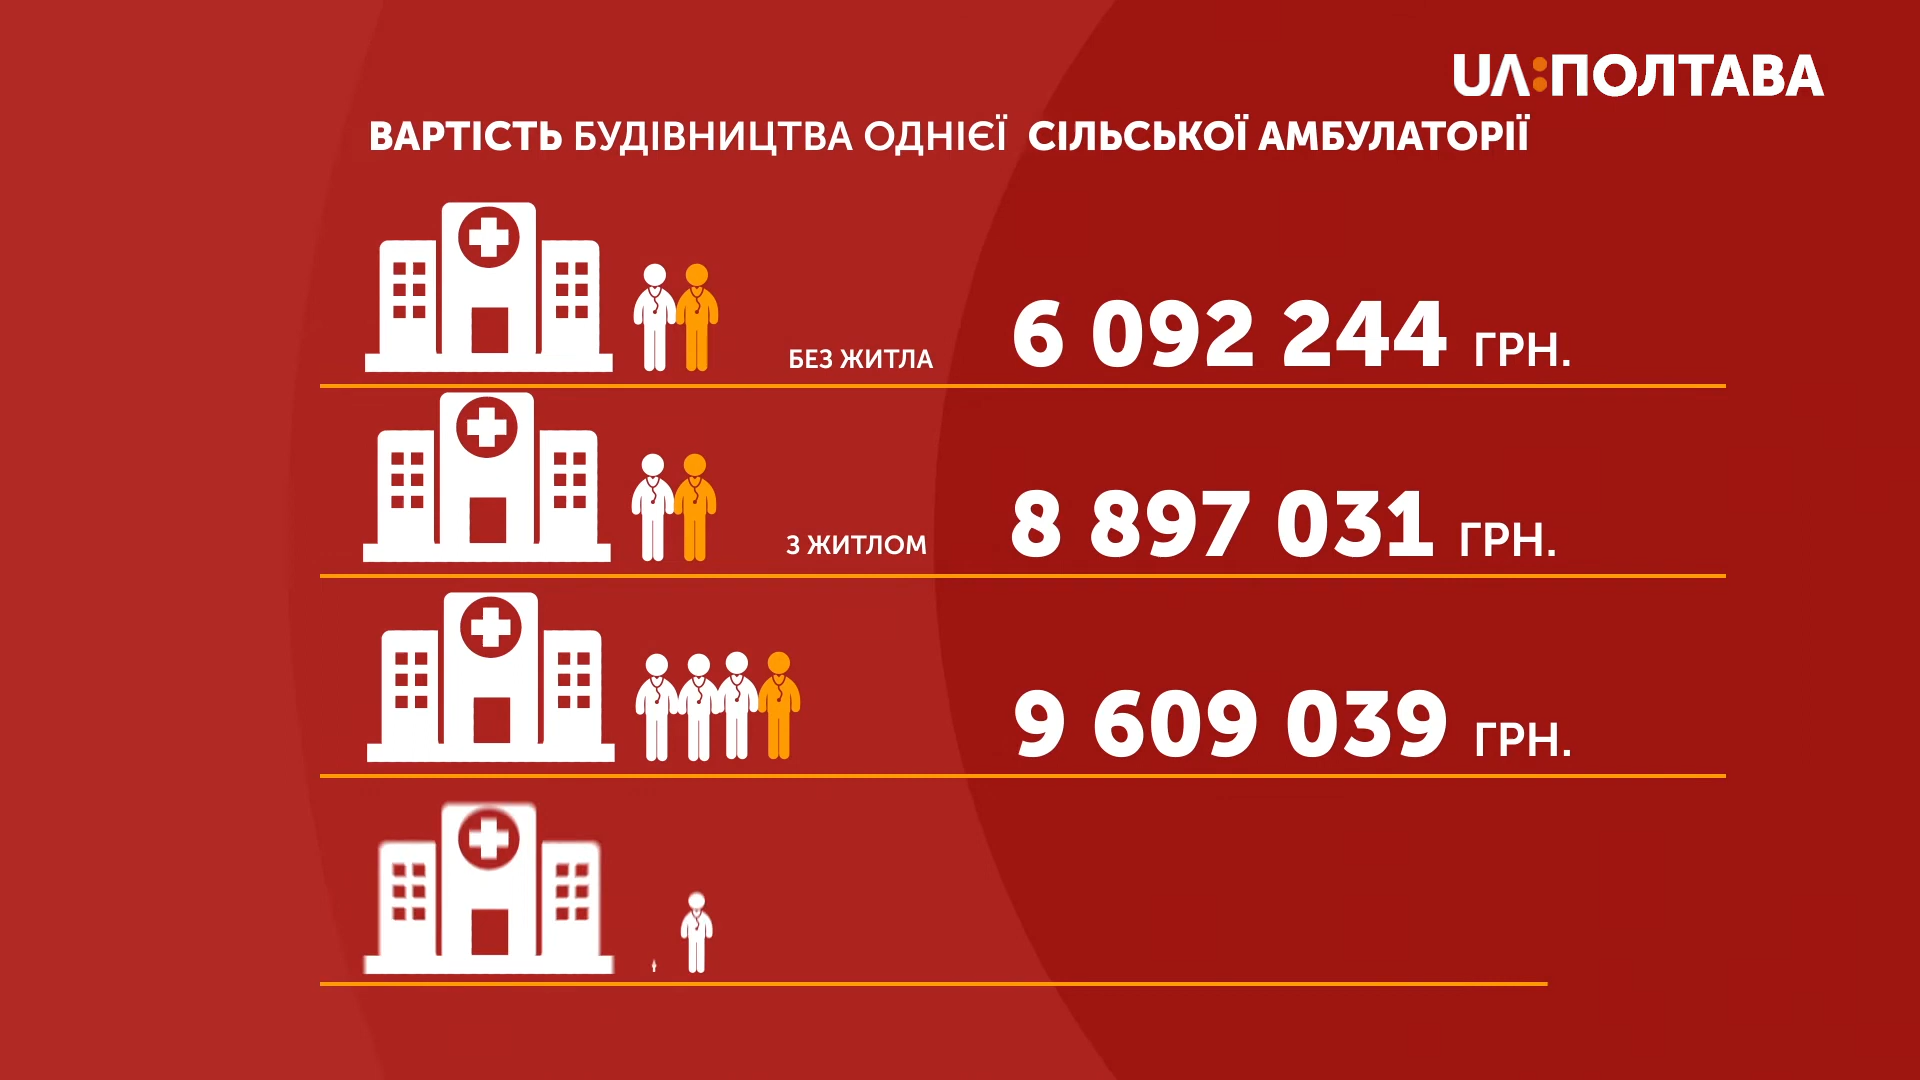 UA:ПОЛТАВА
ВАРТІСТЬ БУДІВНИЦТВА ОДНІЄЇ СІЛЬСЬКОЇ АМБУЛАТОРІЇ
БЕЗ ЖИТЛА 6 092 244 ГРН.
З ЖИТЛОМ 8 897 031 ГРН.
9 609 039 ГРН.